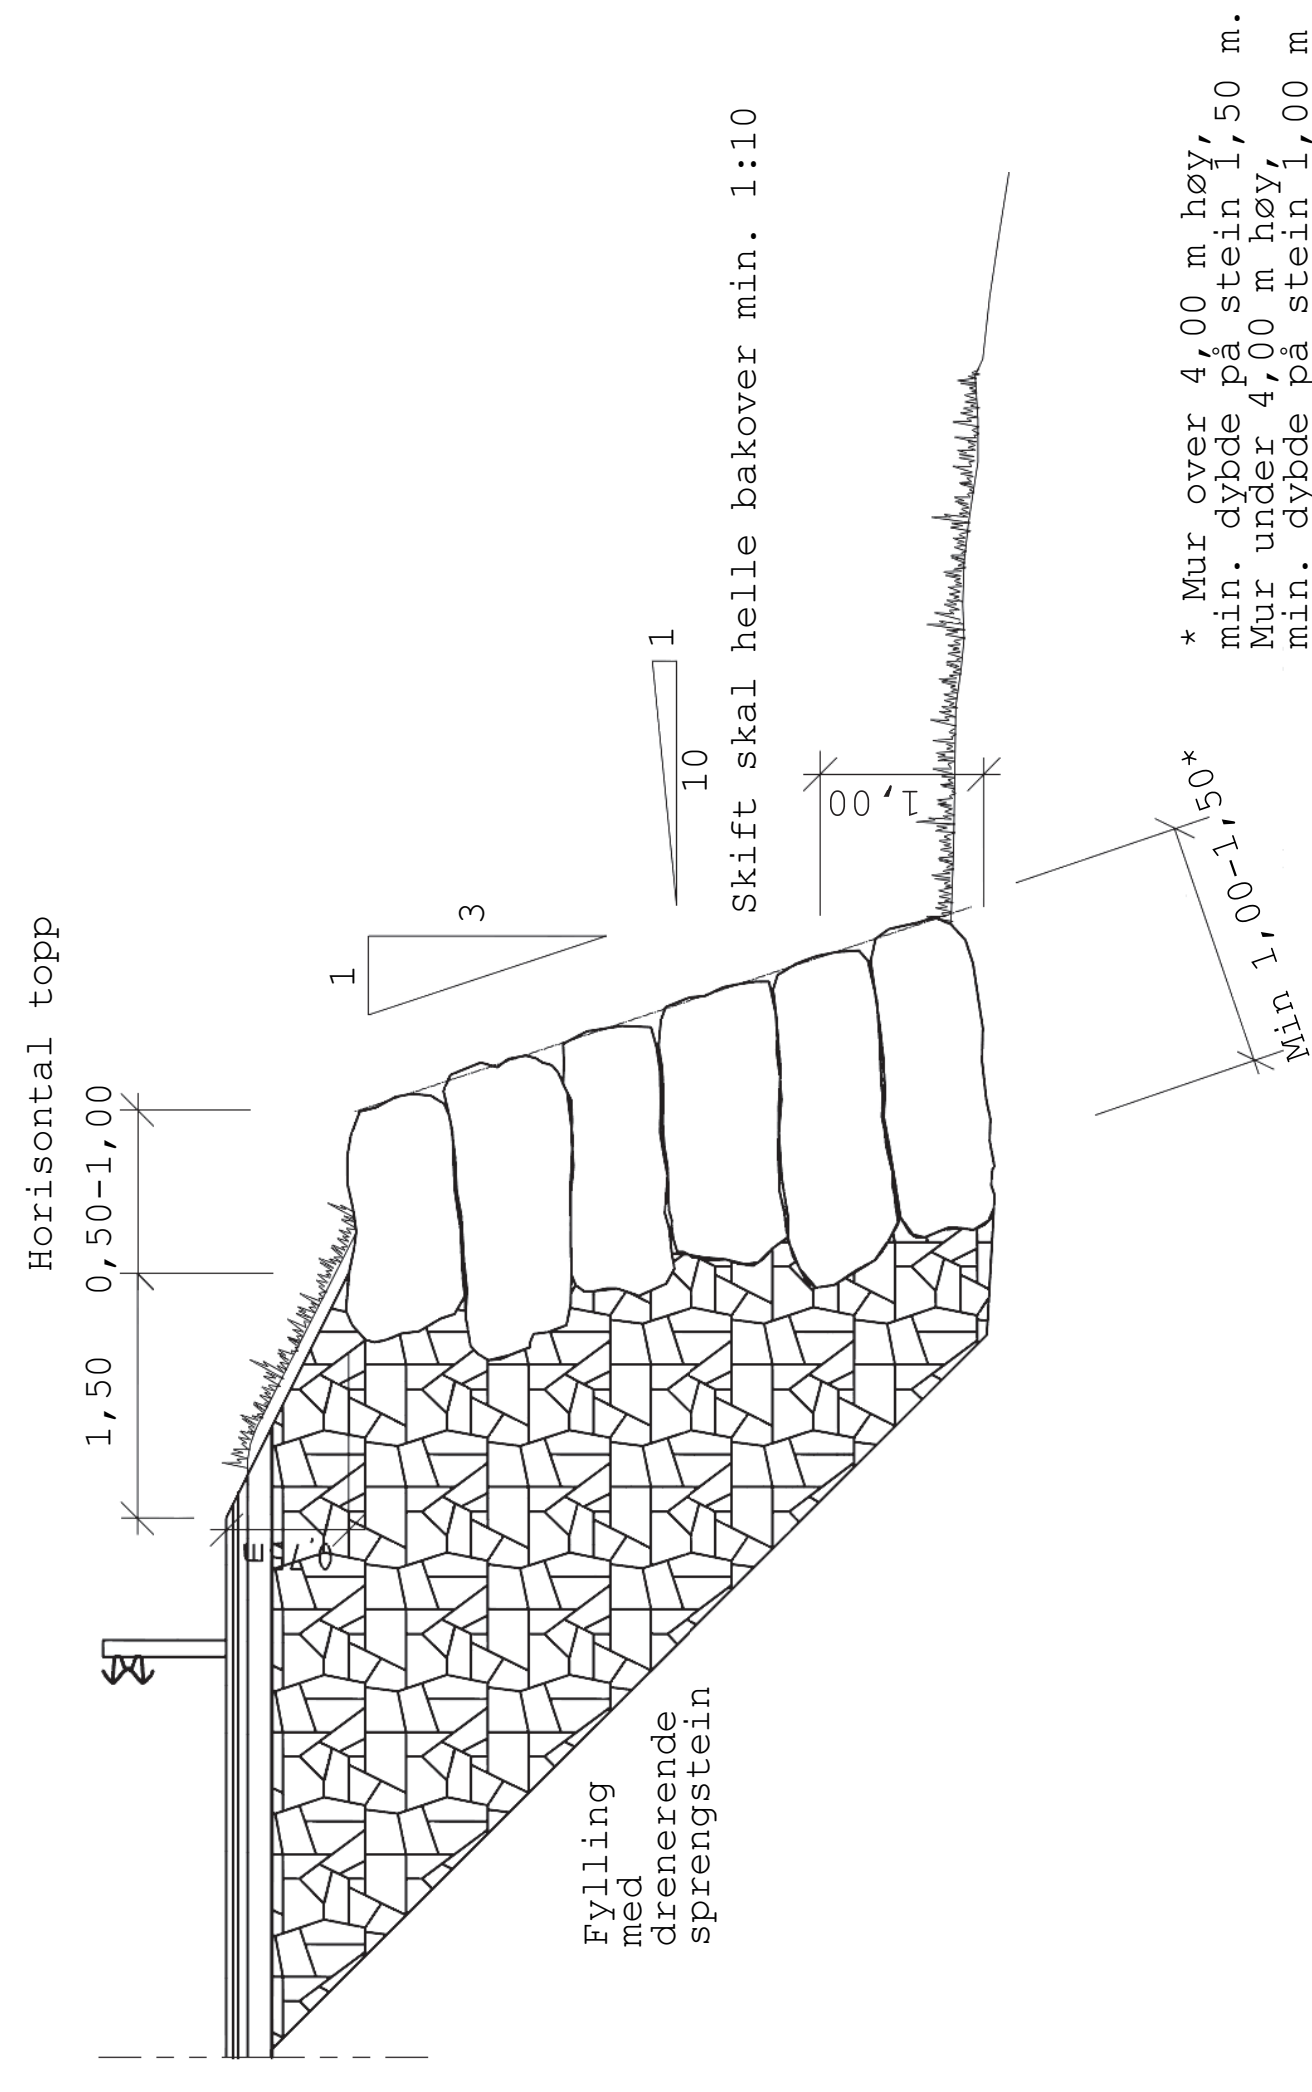 Horisontal topp
1,50
0,50-1,00
0,75 m
1
3
1
10
Skift skal helle bakover min. 1:10
1,00
Min 1,00-1,50*
Fylling
med
drenerende
sprengstein
* Mur over 4,00 m høy,
min. dybde på stein 1,50 m.
Mur under 4,00 m høy,
min. dybde på stein 1,00 m